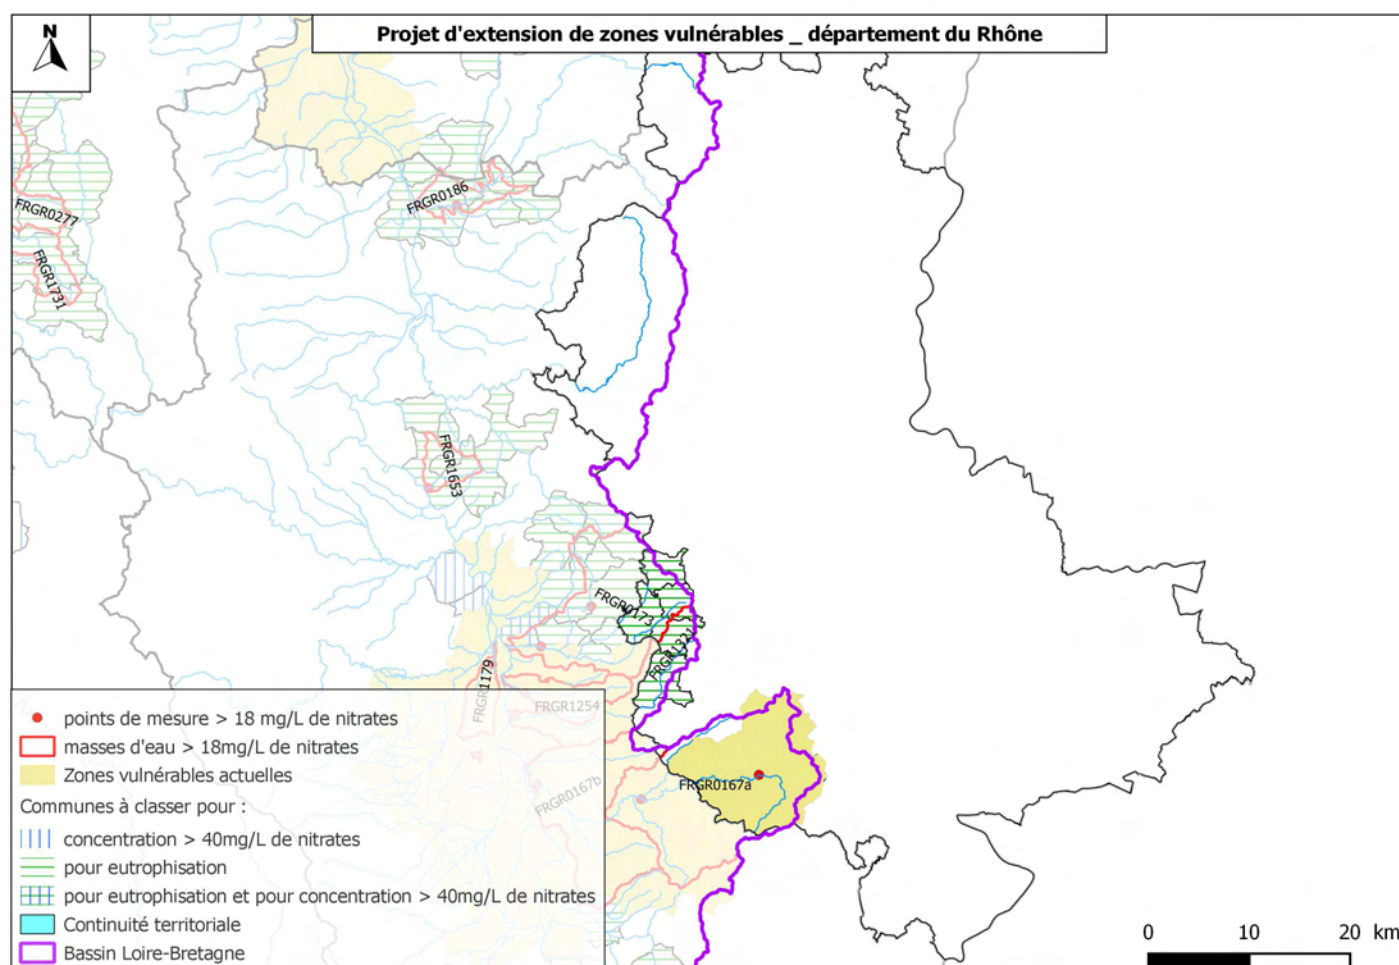 Projet d'extension de zones vulnérables _ département du Rhône
N
FRGR0186
FRGR0277
FRGR1731
FRGR1653
FRGR0173
FRGR1321
FRGR1179
FRGR1254
FRGR0167b
FRGR0167a
points de mesure > 18 mg/L de nitrates
masses d'eau > 18mg/L de nitrates
Zones vulnérables actuelles
Communes à classer pour :
concentration > 40mg/L de nitrates
pour eutrophisation
pour eutrophisation et pour concentration > 40mg/L de nitrates
Continuité territoriale
Bassin Loire-Bretagne
0 10 20 km